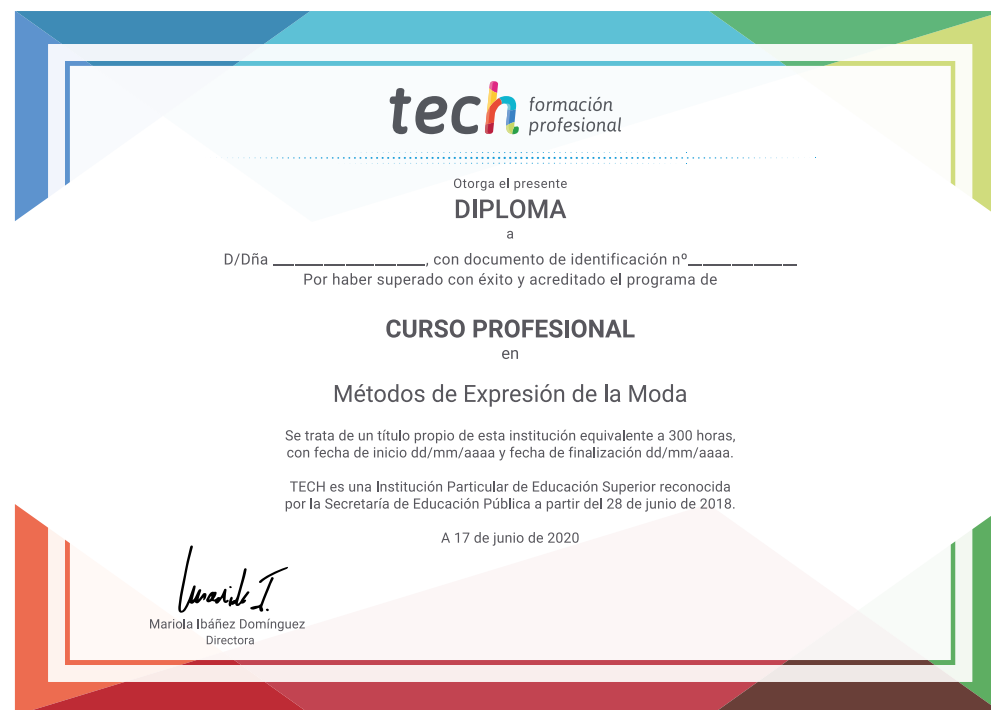 tech formación
profesional
Otorga el presente
DIPLOMA
a
D/Dña ____________________, con documento de identificación nº______________
Por haber superado con éxito y acreditado el programa de
CURSO PROFESIONAL
en
Métodos de Expresión de la Moda
Se trata de un título propio de esta institución equivalente a 300 horas,
con fecha de inicio dd/mm/aaaa y fecha de finalización dd/mm/aaaa.
TECH es una Institución Particular de Educación Superior reconocida
por la Secretaría de Educación Pública a partir del 28 de junio de 2018.
A 17 de junio de 2020
Mariola Ibáñez Domínguez
Directora